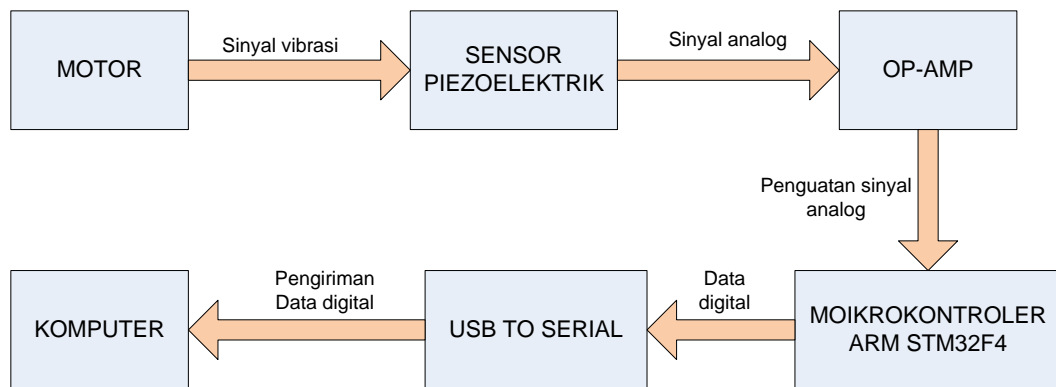 MOTOR
Sinyal vibrasi
SENSOR
PIEZOELEKTRIK
Sinyal analog
OP-AMP
Penguatan sinyal
analog
KOMPUTER
Pengiriman
Data digital
USB TO SERIAL
Data
digital
MOIKROKONTROLER
ARM STM32F4